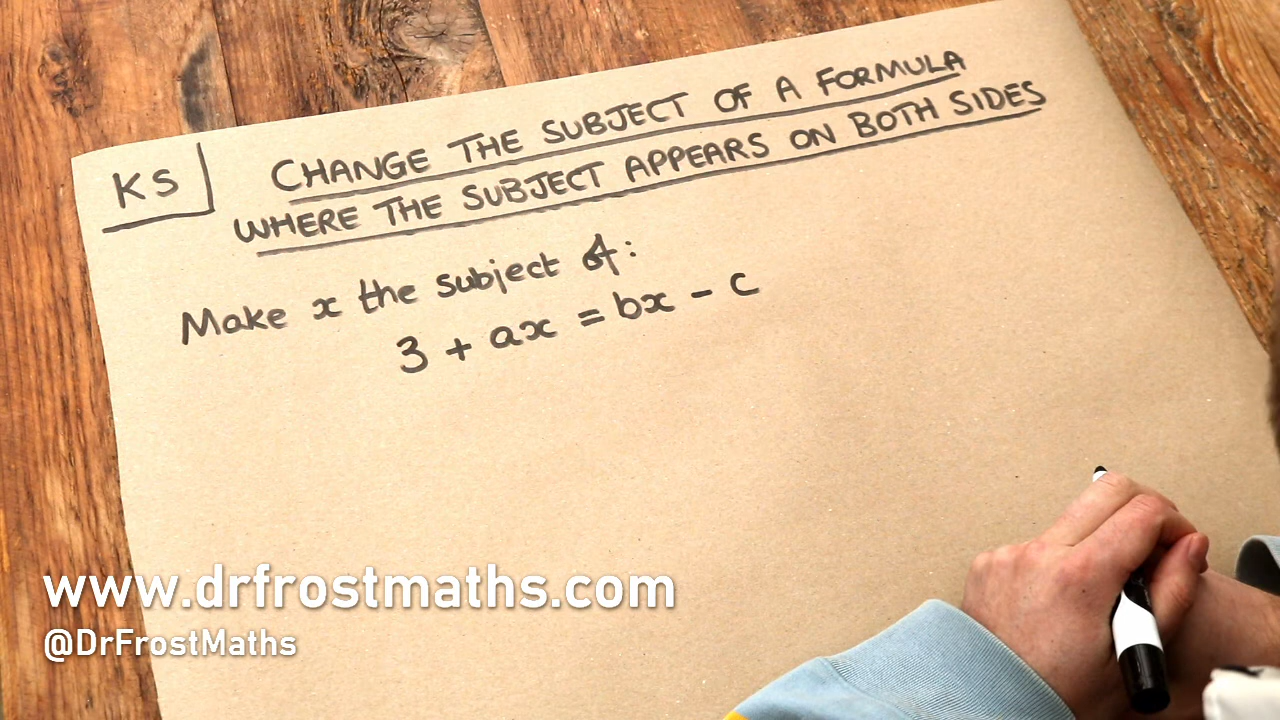 KS
CHANGE THE SUBJECT OF A FORMULA
WHERE THE SUBJECT APPEARS ON BOTH SIDES
Make x the subject of:
3 + ax = bx - c
www.drfrostmaths.com
@DrFrostMaths